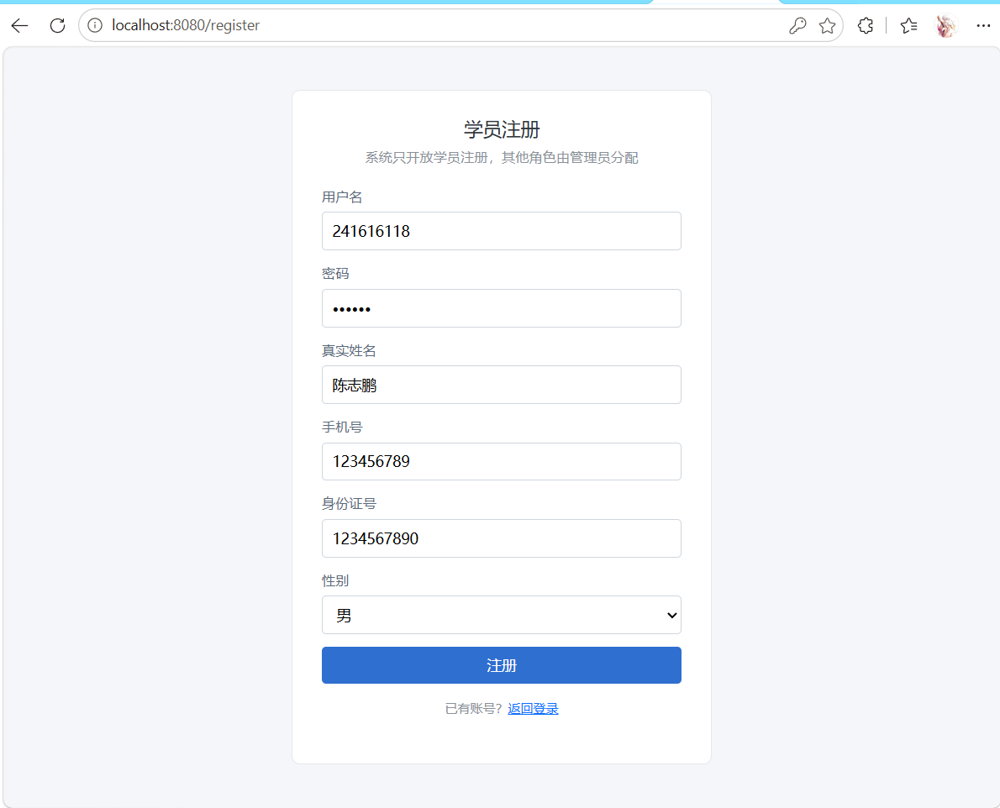 localhost:8080/register
学员注册
系统只开放学员注册，其他角色由管理员分配
用户名
241616118
密码
••••••
真实姓名
陈志鹏
手机号
123456789
身份证号
1234567890
性别
男
注册
已有账号？返回登录